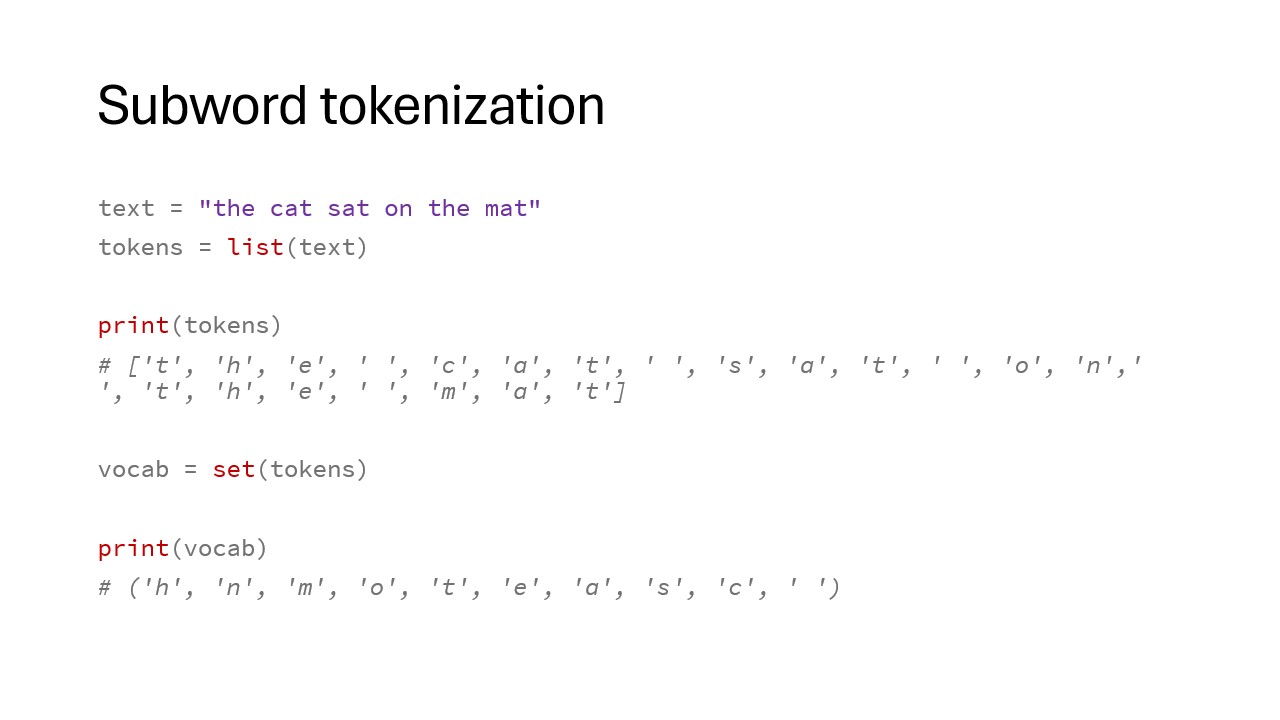 Subword tokenization
text = "the cat sat on the mat"
tokens = list(text)
print(tokens)
# ['t', 'h', 'e', ' ', 'c', 'a', 't', ' ', 's', 'a', 't', ' ', 'o', 'n',' 
', 't', 'h', 'e', ' ', 'm', 'a', 't']
vocab = set(tokens)
print(vocab)
# ('h', 'n', 'm', 'o', 't', 'e', 'a', 's', 'c', ' ')